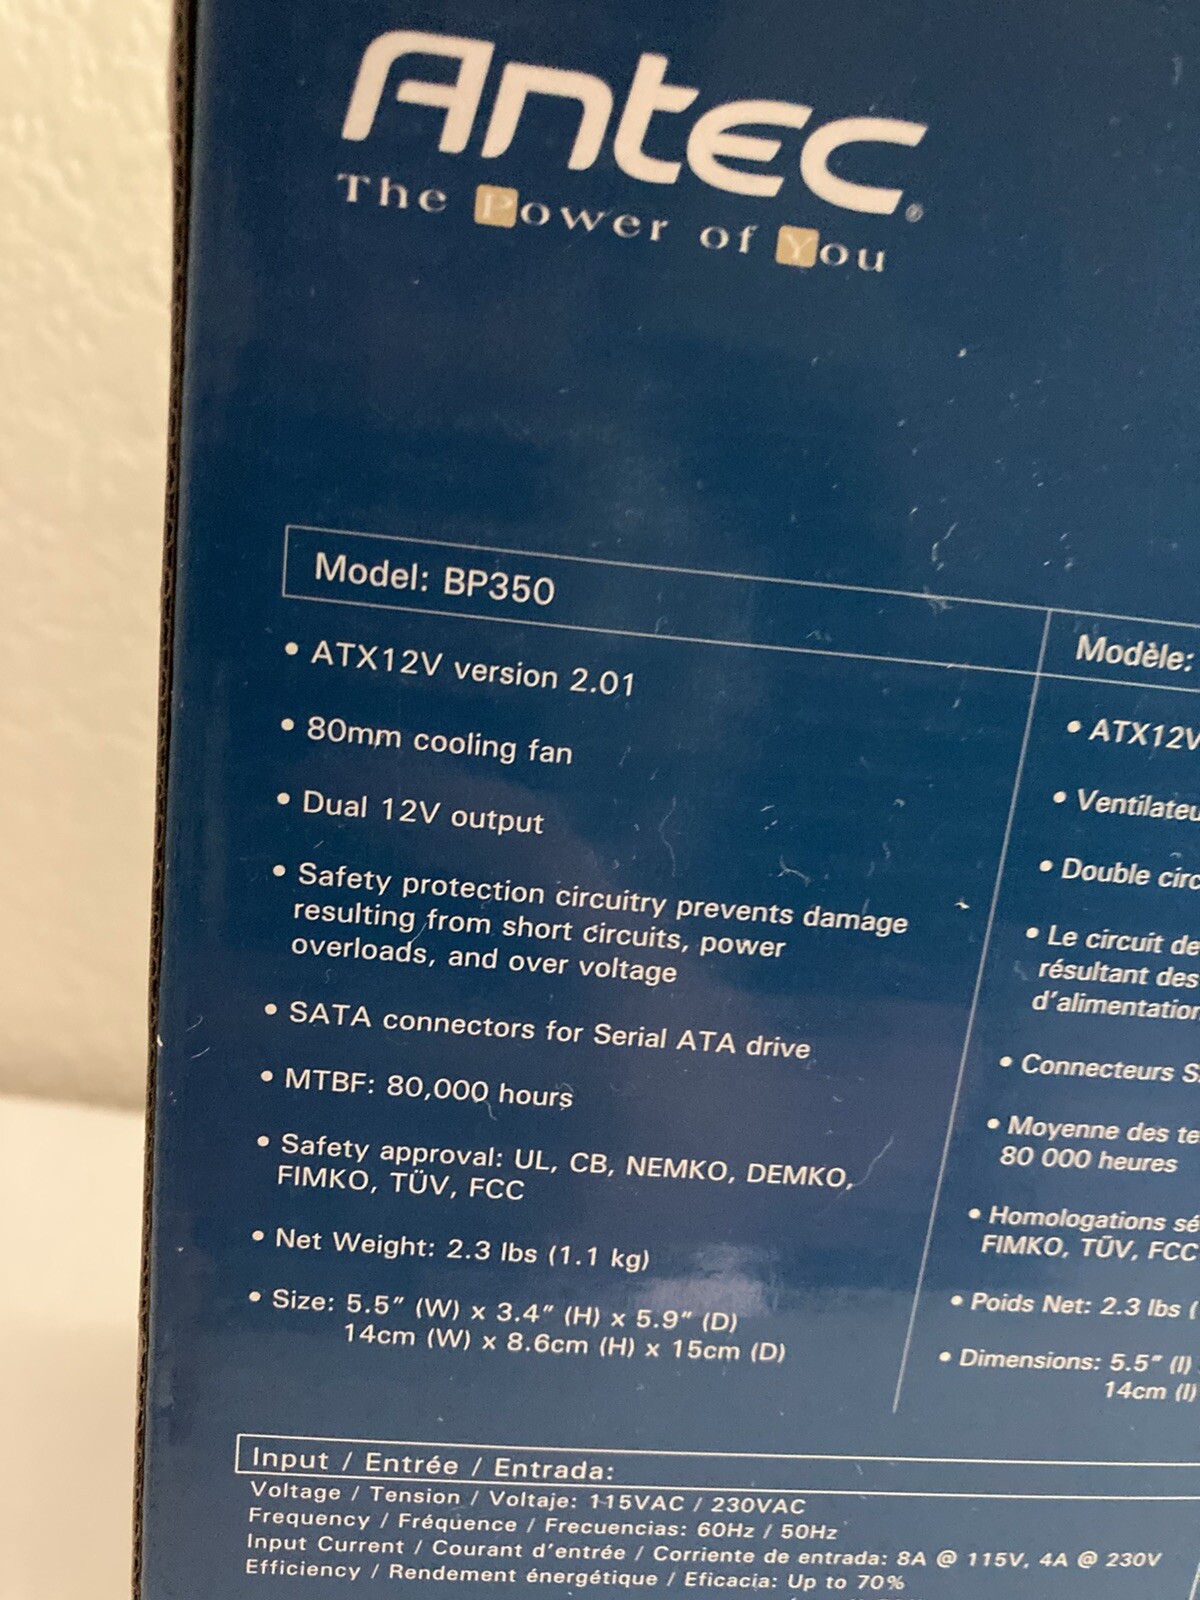 Antec®
The Power of You
Model: BP350
• ATX12V version 2.01
• 80mm cooling fan
• Dual 12V output
• Safety protection circuitry prevents damage
resulting from short circuits, power
overloads, and over voltage
• SATA connectors for Serial ATA drive
• MTBF: 80,000 hours
• Safety approval: UL, CB, NEMKO, DEMKO,
FIMKO, TÜV, FCC
• Net Weight: 2.3 lbs (1.1 kg)
• Size: 5.5” (W) x 3.4” (H) x 5.9” (D)
14cm (W) x 8.6cm (H) x 15cm (D)
Modèle:
• ATX12V
• Ventilateu
• Double circ
• Le circuit de
résultant des
d’alimentation
• Connecteurs S
• Moyenne des te
80 000 heures
• Homologations sé
FIMKO, TÜV, FCC
• Poids Net: 2.3 lbs (
• Dimensions: 5.5” (l)
14cm (l)
Input / Entrée / Entrada:
Voltage / Tension / Voltaje: 115VAC / 230VAC
Frequency / Fréquence / Frecuencias: 60Hz / 50Hz
Input Current / Courant d’entrée / Corriente de entrada: 8A @ 115V, 4A @ 230V
Efficiency / Rendement énergétique / Eficacia: Up to 70%